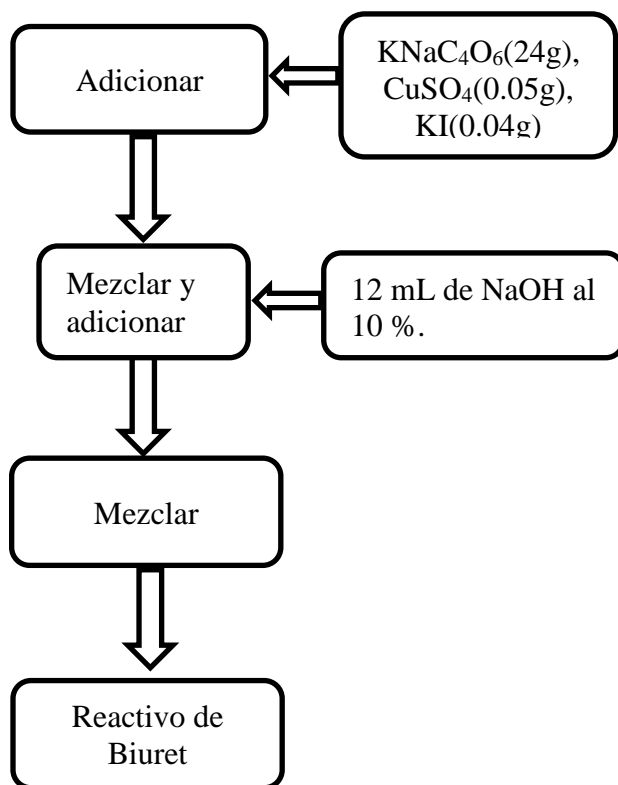 Adicionar
KNaC₄O₆(24g),
CuSO₄(0.05g),
KI(0.04g)
Mezclar y
adicionar
12 mL de NaOH al
10 %.
Mezclar
Reactivo de
Biuret